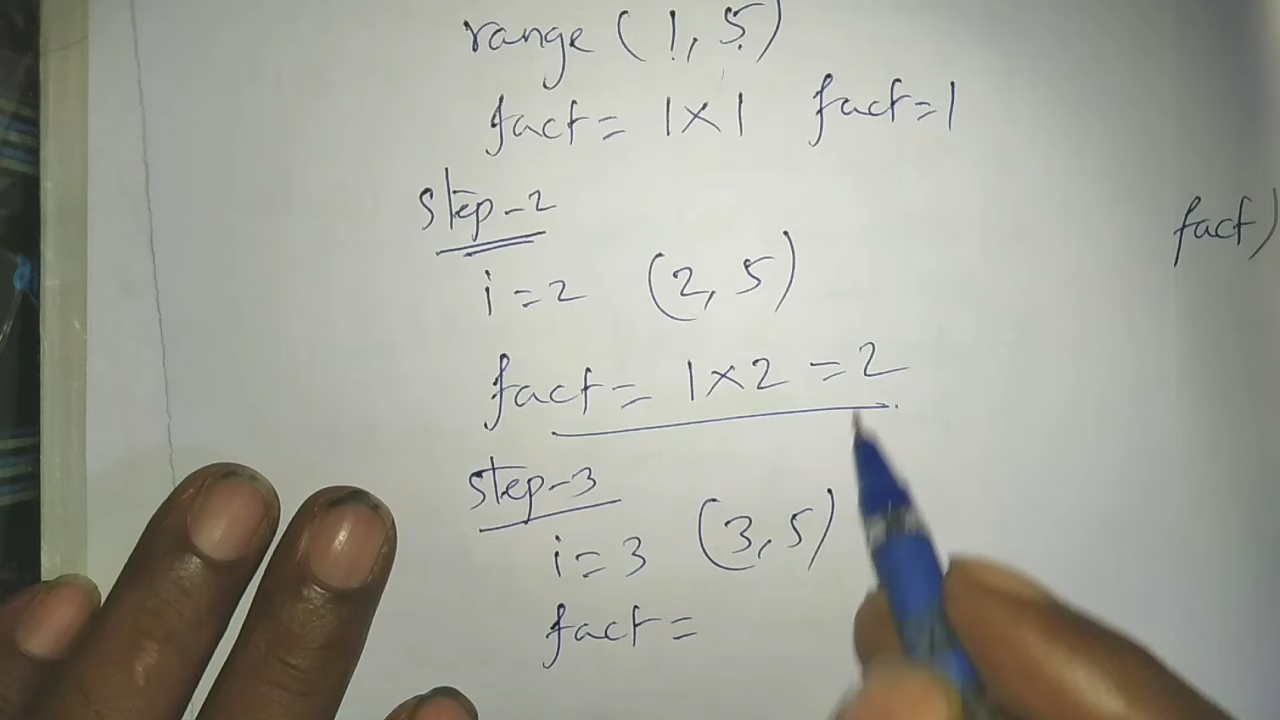 range (1, 5)
fact = 1 x 1 fact = 1
step-2
i = 2 (2, 5)
fact = 1 x 2 = 2
step-3
i = 3 (3, 5)
fact =
fact)